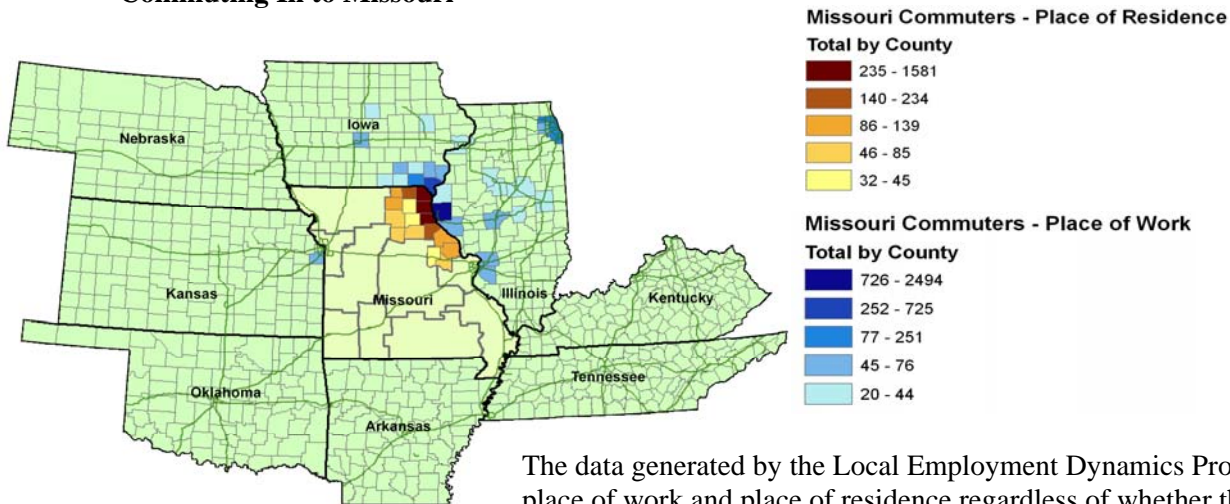 Commuting In to Missouri
Missouri Commuters - Place of Residence
Total by County
235 - 1581
140 - 234
86 - 139
46 - 85
32 - 45
Missouri Commuters - Place of Work
Total by County
726 - 2494
252 - 725
77 - 251
45 - 76
20 - 44
Nebraska
Iowa
Kansas
Missouri
Illinois
Kentucky
Oklahoma
Tennessee
Arkansas
The data generated by the Local Employment Dynamics Pro
place of work and place of residence regardless of whether th